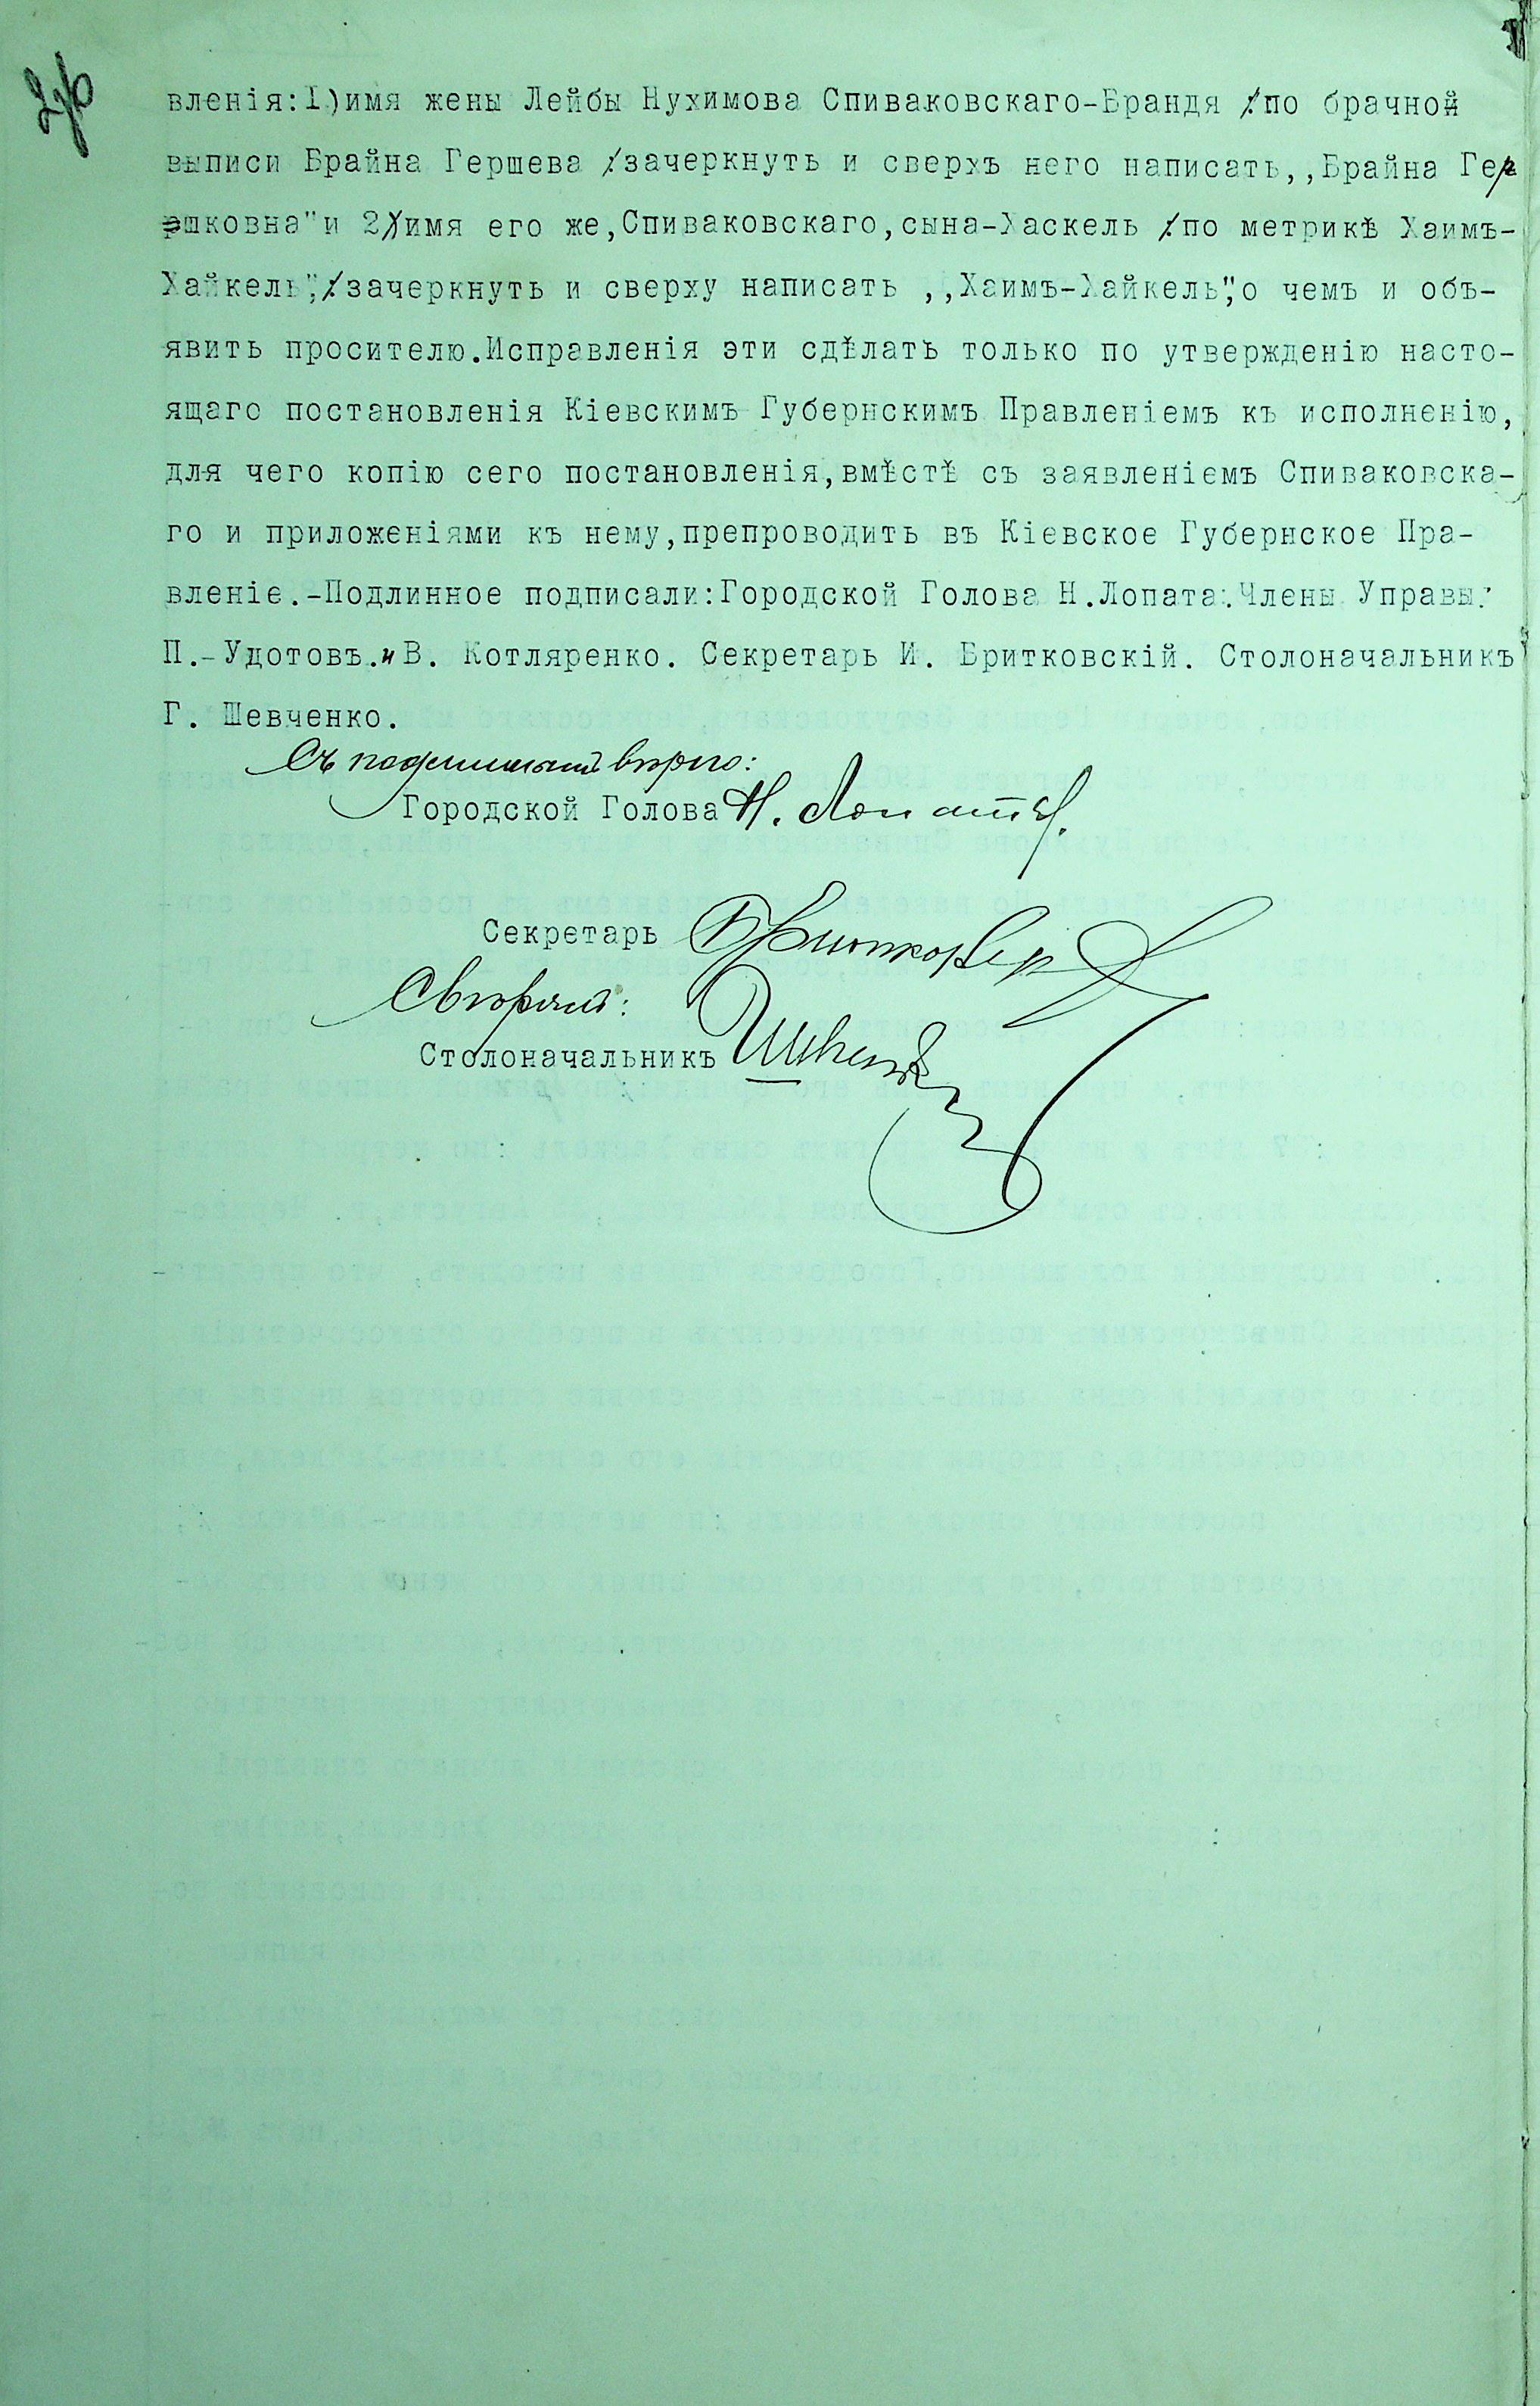 вленія:1)имя жены Лейбы Нухимова Спиваковскаго-Брандя /по брачной
выписи Брайна Гершева /зачеркнуть и сверхъ него написать,,Брайна Гер
шковна"и 2/имя его же,Спиваковскаго,сына-Хаскель /по метрикѣ Хаимъ-
Хайкель",/зачеркнуть и сверху написать ,,Хаимъ-Хайкель",о чемъ и объ-
явить просителю.Исправленія эти сдѣлать только по утвержденію насто-
ящаго постановленія Кіевскимъ Губернскимъ Правленіемъ къ исполненію,
для чего копію сего постановленія,вмѣстѣ съ заявленіемъ Спиваковска-
го и приложеніями къ нему,препроводить въ Кіевское Губернское Пра-
вленіе.-Подлинное подписали:Городской Голова Н.Лопата.Члены Управы:
П.-Удотовъ.и В. Котляренко. Секретарь И. Бритковскій. Столоначальникъ
Г. Шевченко.
Съ подлиннымъ вѣрно:
Городской Голова Н. Лопата
Секретарь
Свѣрялъ:
Столоначальникъ Шевченко